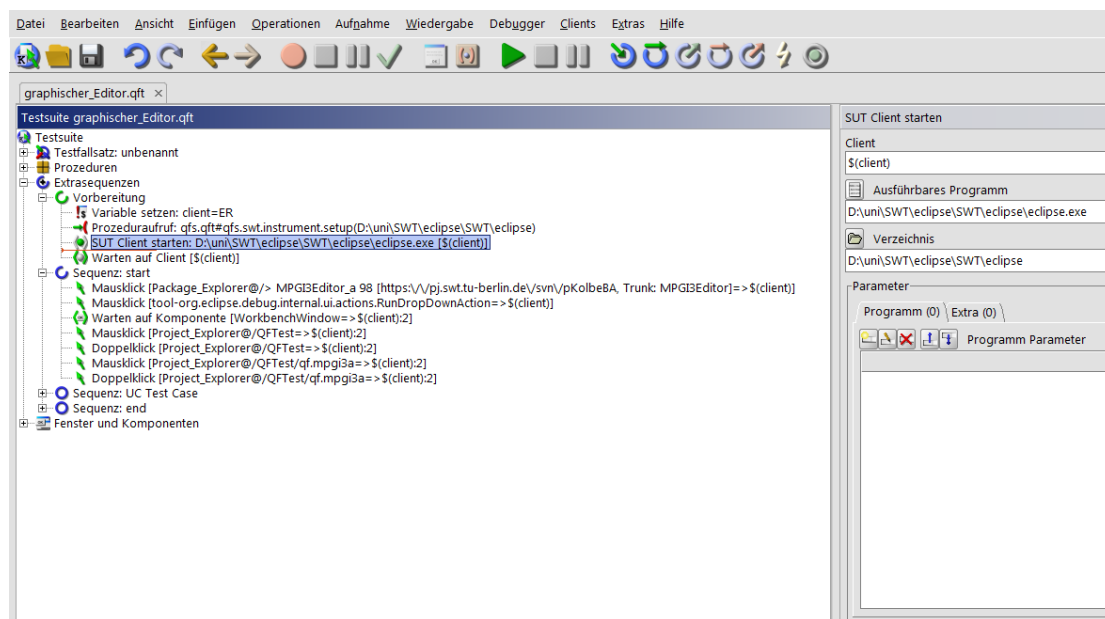 Datei Bearbeiten Ansicht Einfügen Operationen Aufnahme Wiedergabe Debugger Clients Extras Hilfe
graphischer_Editor.qft ×
Testsuite graphischer_Editor.qft
Testsuite
Testfallsatz: unbenannt
Prozeduren
Extrasequenzen
Vorbereitung
Variable setzen: client=ER
Prozeduraufruf: qfs.qft#qfs.swt.instrument.setup(D:\uni\SWT\eclipse\SWT\eclipse)
SUT Client starten: D:\uni\SWT\eclipse\SWT\eclipse\eclipse.exe [$(client)]
Warten auf Client [$(client)]
Sequenz: start
Mausklick [Package_Explorer@/> MPGI3Editor_a 98 [https:\/\/pj.swt.tu-berlin.de\/svn\/pKolbeBA, Trunk: MPGI3Editor]=>$(client)]
Mausklick [tool-org.eclipse.debug.internal.ui.actions.RunDropDownAction=>$(client)]
Warten auf Komponente [WorkbenchWindow=>$(client):2]
Mausklick [Project_Explorer@/QFTest=>$(client):2]
Doppelklick [Project_Explorer@/QFTest=>$(client):2]
Mausklick [Project_Explorer@/QFTest/qf.mpgi3a=>$(client):2]
Doppelklick [Project_Explorer@/QFTest/qf.mpgi3a=>$(client):2]
Sequenz: UC Test Case
Sequenz: end
Fenster und Komponenten
SUT Client starten
Client
$(client)
Ausführbares Programm
D:\uni\SWT\eclipse\SWT\eclipse\eclipse.exe
Verzeichnis
D:\uni\SWT\eclipse\SWT\eclipse
Parameter
Programm (0) Extra (0)
Programm Parameter